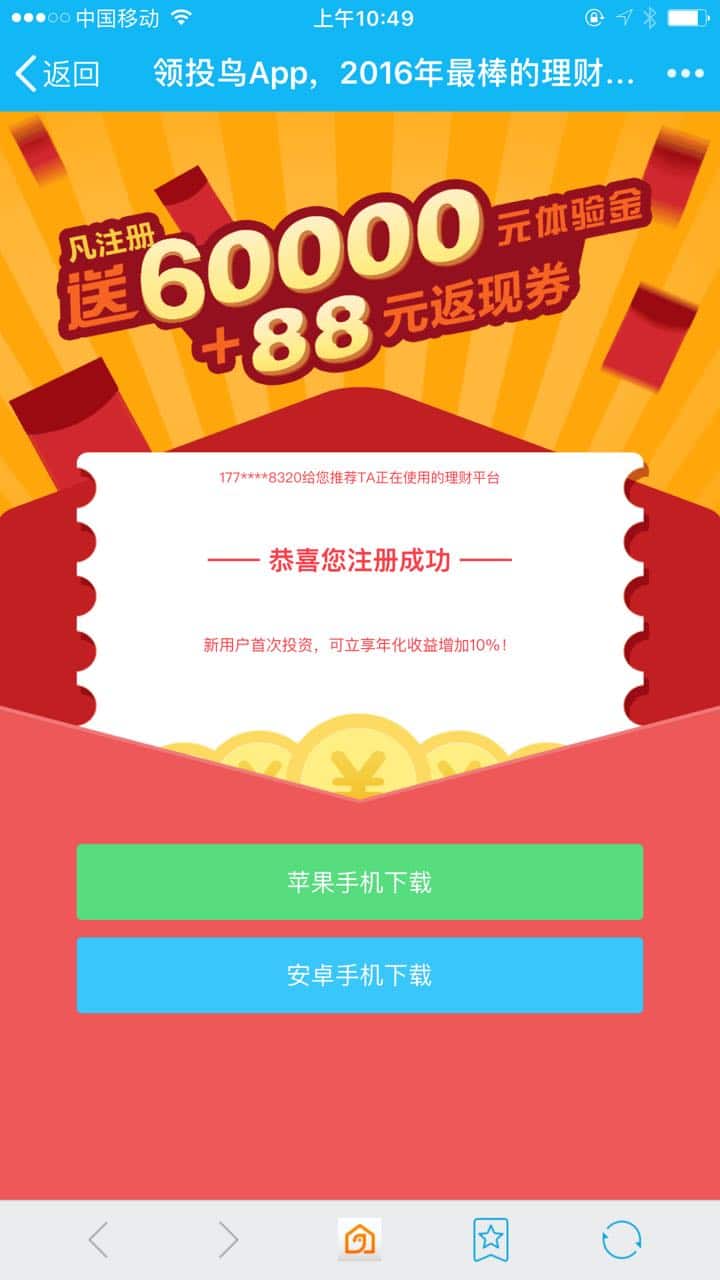 中国移动
上午10:49
返回
领投鸟App，2016年最棒的理财...
凡注册
送60000元体验金
+88元返现券
177****8320给您推荐TA正在使用的理财平台
恭喜您注册成功
新用户首次投资，可立享年化收益增加10%！
苹果手机下载
安卓手机下载